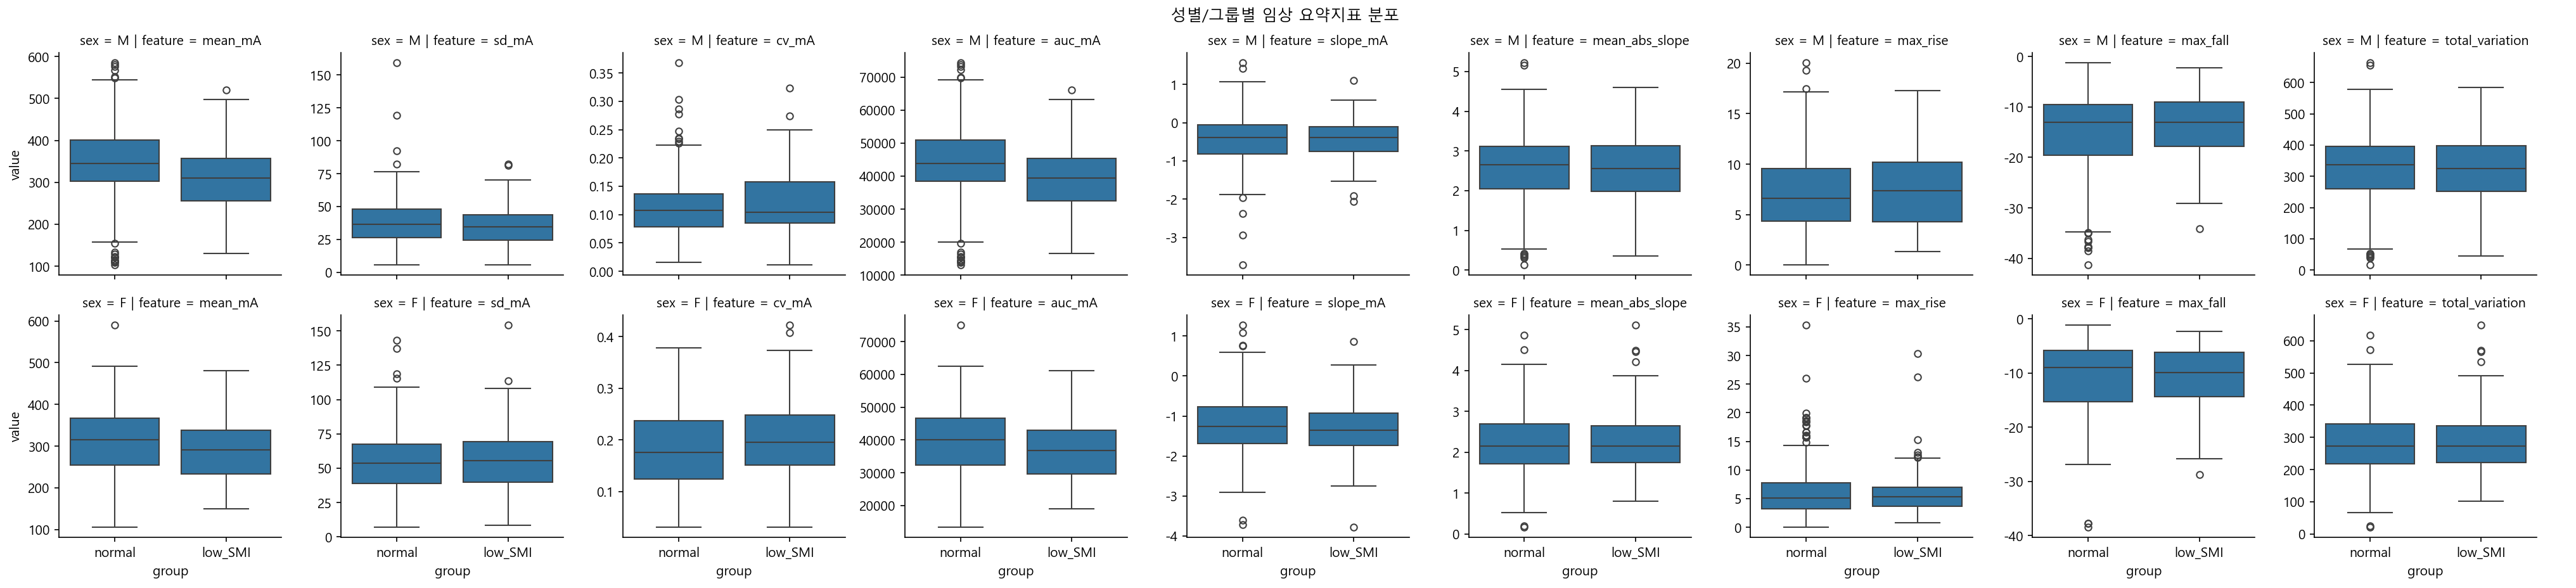 성별/그룹별 임상 요약지표 분포
sex = M | feature = mean_mA
sex = M | feature = sd_mA
sex = M | feature = cv_mA
sex = M | feature = auc_mA
sex = M | feature = slope_mA
sex = M | feature = mean_abs_slope
sex = M | feature = max_rise
sex = M | feature = max_fall
sex = M | feature = total_variation
value
600
500
400
300
200
100
150
125
100
75
50
25
0
0.35
0.30
0.25
0.20
0.15
0.10
0.05
0.00
70000
60000
50000
40000
30000
20000
10000
1
0
-1
-2
-3
5
4
3
2
1
0
20
15
10
5
0
0
-10
-20
-30
-40
600
500
400
300
200
100
0
sex = F | feature = mean_mA
sex = F | feature = sd_mA
sex = F | feature = cv_mA
sex = F | feature = auc_mA
sex = F | feature = slope_mA
sex = F | feature = mean_abs_slope
sex = F | feature = max_rise
sex = F | feature = max_fall
sex = F | feature = total_variation
value
600
500
400
300
200
100
150
125
100
75
50
25
0
0.4
0.3
0.2
0.1
70000
60000
50000
40000
30000
20000
1
0
-1
-2
-3
-4
5
4
3
2
1
0
35
30
25
20
15
10
5
0
0
-10
-20
-30
-40
600
500
400
300
200
100
0
normal low_SMI
normal low_SMI
normal low_SMI
normal low_SMI
normal low_SMI
normal low_SMI
normal low_SMI
normal low_SMI
normal low_SMI
group
group
group
group
group
group
group
group
group